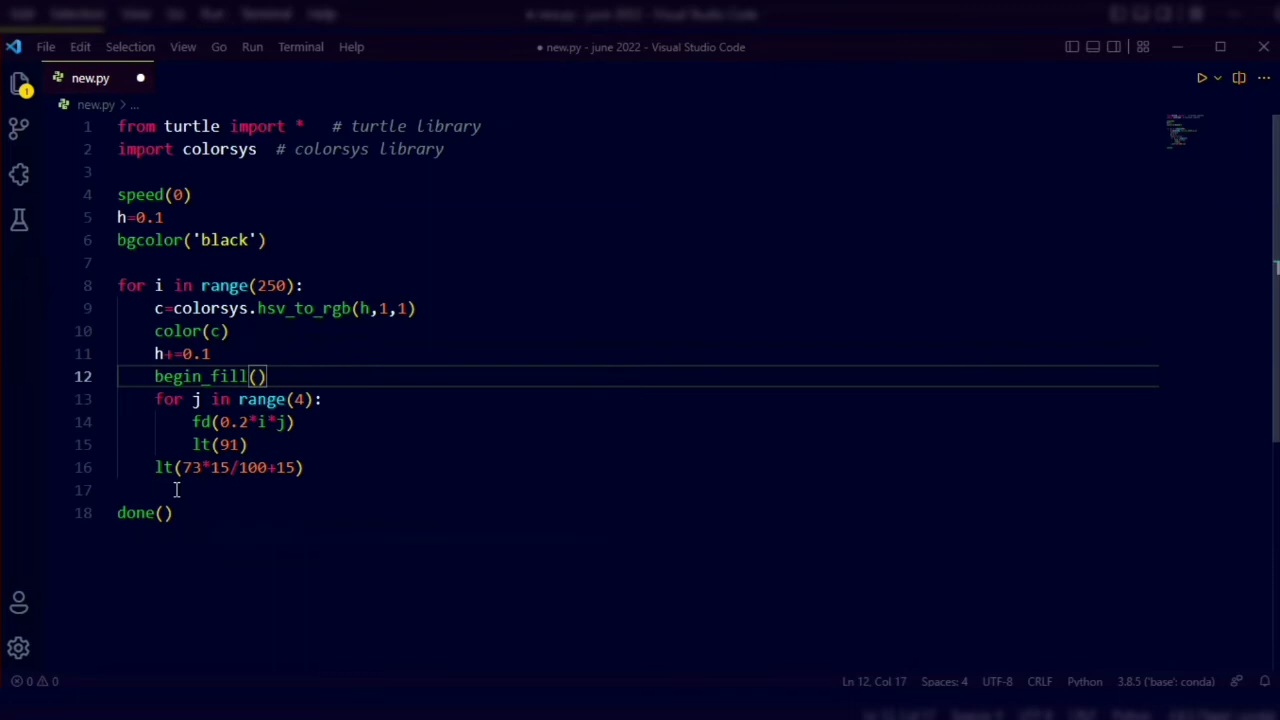 File Edit Selection View Go Run Terminal Help ● new.py - june 2022 - Visual Studio Code
new.py ●
new.py > ...
1 from turtle import * # turtle library
2 import colorsys # colorsys library
3
4 speed(0)
5 h=0.1
6 bgcolor('black')
7
8 for i in range(250):
9 c=colorsys.hsv_to_rgb(h,1,1)
10 color(c)
11 h+=0.1
12 begin_fill()
13 for j in range(4):
14 fd(0.2*i*j)
15 lt(91)
16 lt(73*15/100+15)
17
18 done()
1
0 0 Ln 12, Col 17 Spaces: 4 UTF-8 CRLF Python 3.8.5 ('base': conda)